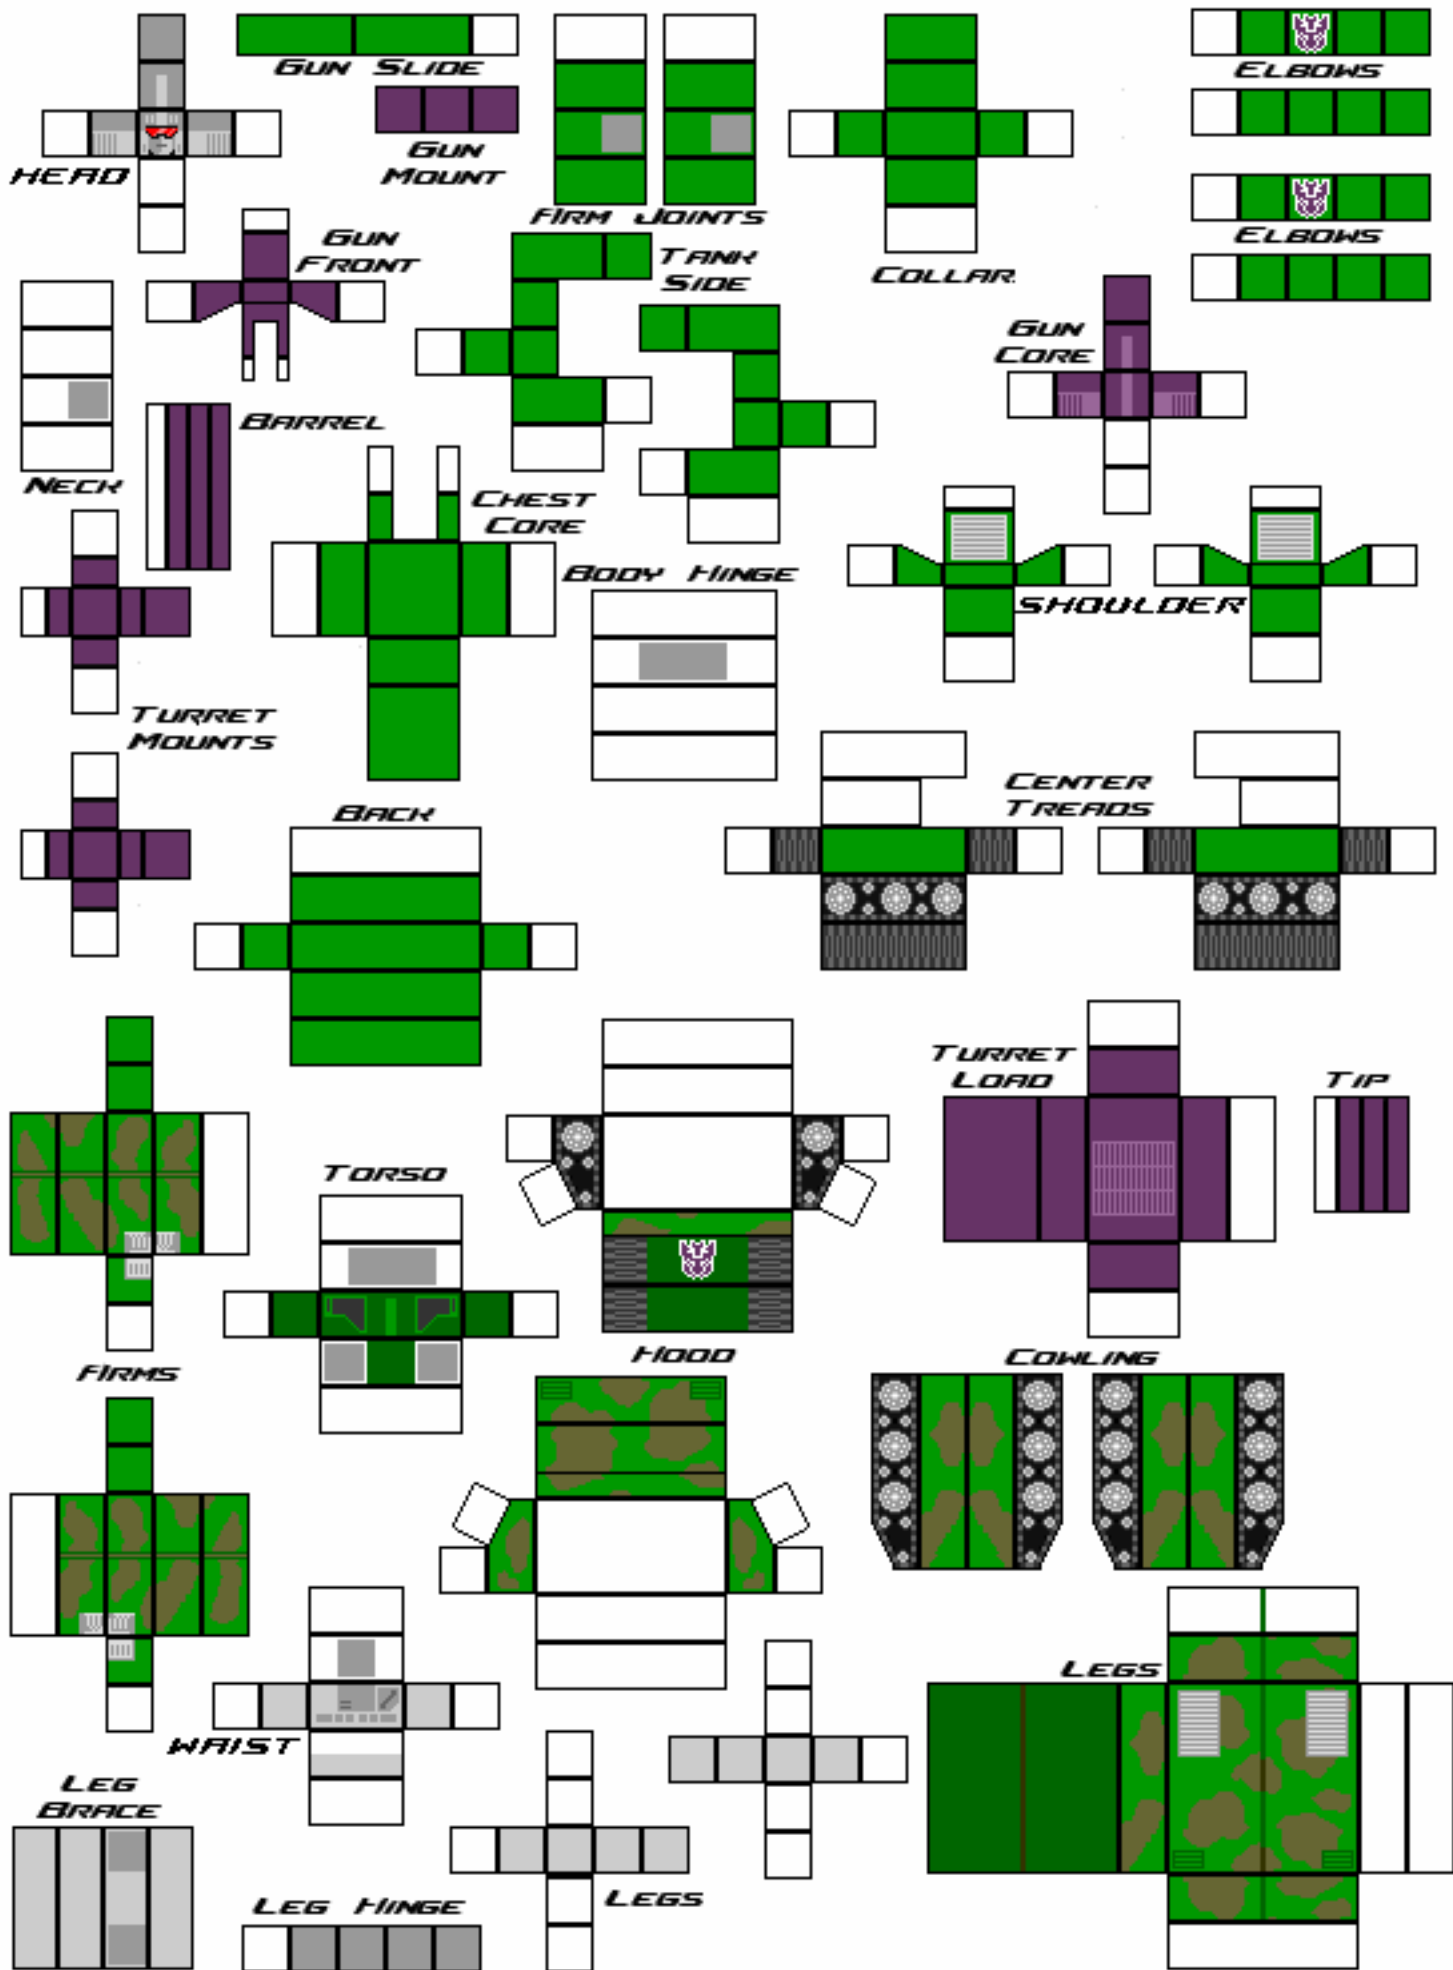 GUN SLIDE
ELBOWS
HEAD
GUN
MOUNT
ARM JOINTS
ELBOWS
GUN
FRONT
TANK
SIDE
COLLAR
GUN
CORE
BARREL
NECK
CHEST
CORE
BODY HINGE
SHOULDER
TURRET
MOUNTS
CENTER
TREADS
BACK
TURRET
LOAD
TIP
TORSO
ARMS
HOOD
COWLING
LEGS
WAIST
LEG
BRACE
LEG HINGE
LEGS